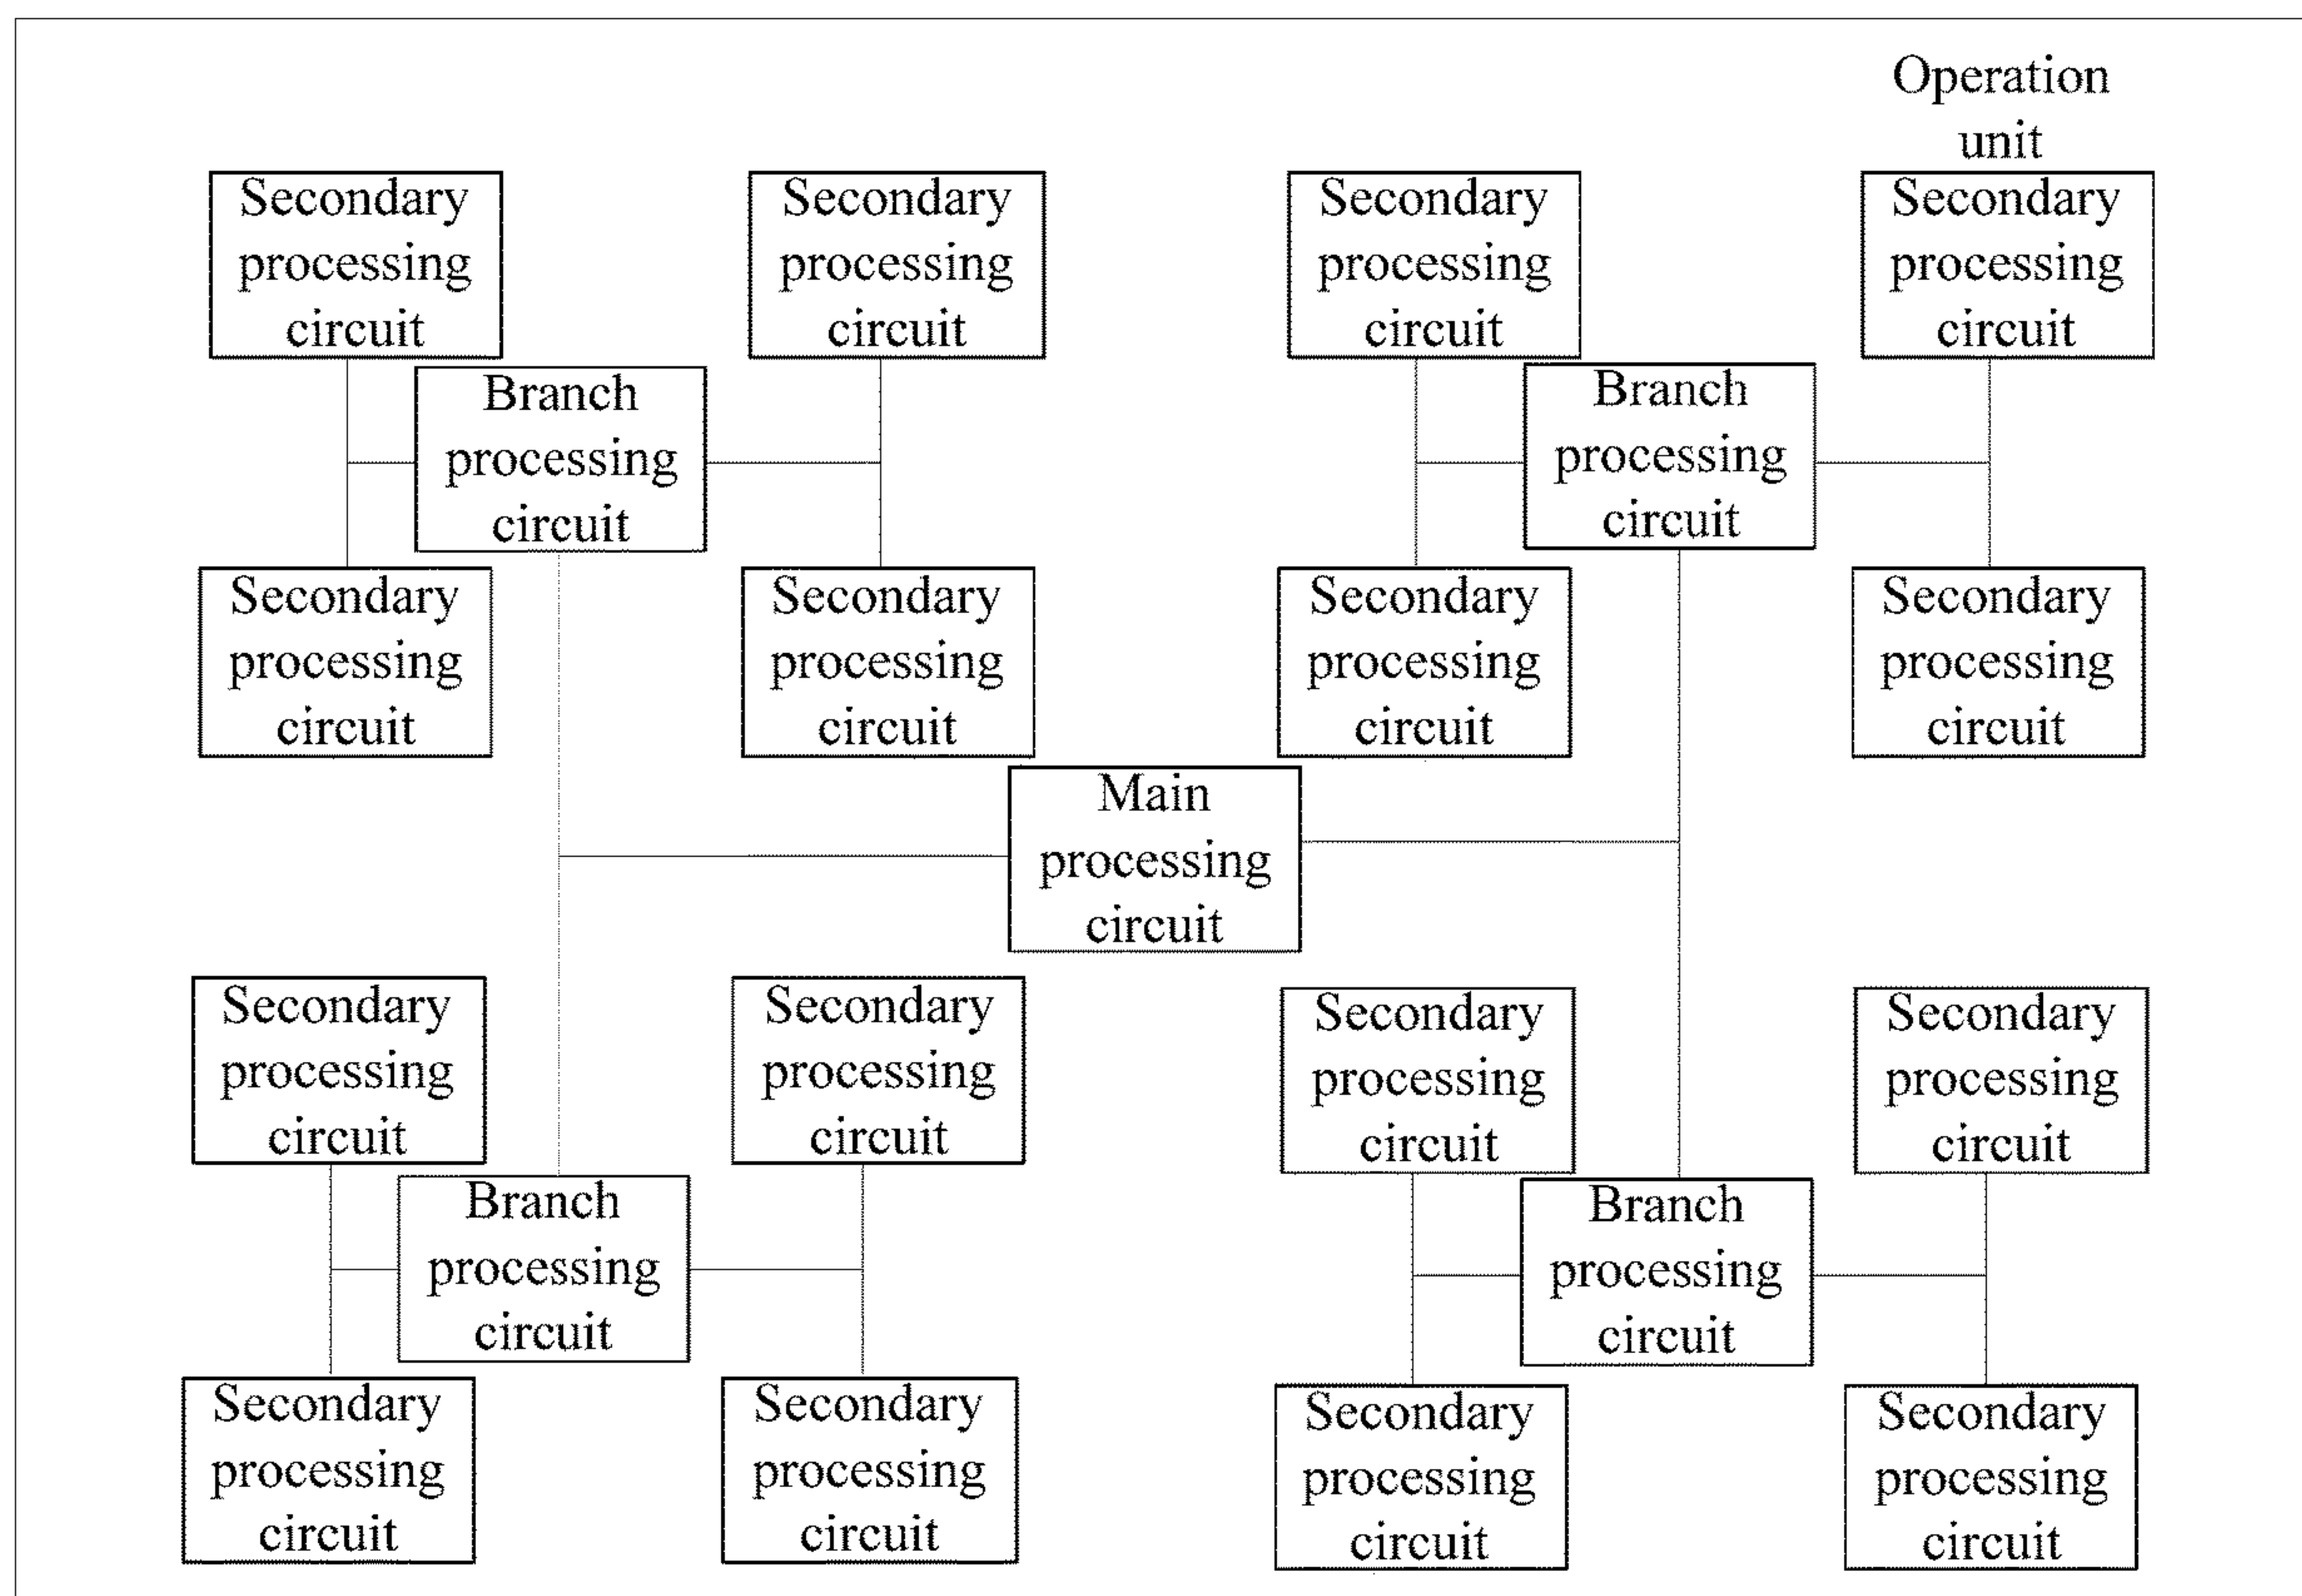 Operation
unit
Secondary
processing
circuit
Secondary
processing
circuit
Secondary
processing
circuit
Secondary
processing
circuit
Branch
processing
circuit
Branch
processing
circuit
Secondary
processing
circuit
Secondary
processing
circuit
Secondary
processing
circuit
Secondary
processing
circuit
Main
processing
circuit
Secondary
processing
circuit
Secondary
processing
circuit
Secondary
processing
circuit
Secondary
processing
circuit
Branch
processing
circuit
Branch
processing
circuit
Secondary
processing
circuit
Secondary
processing
circuit
Secondary
processing
circuit
Secondary
processing
circuit